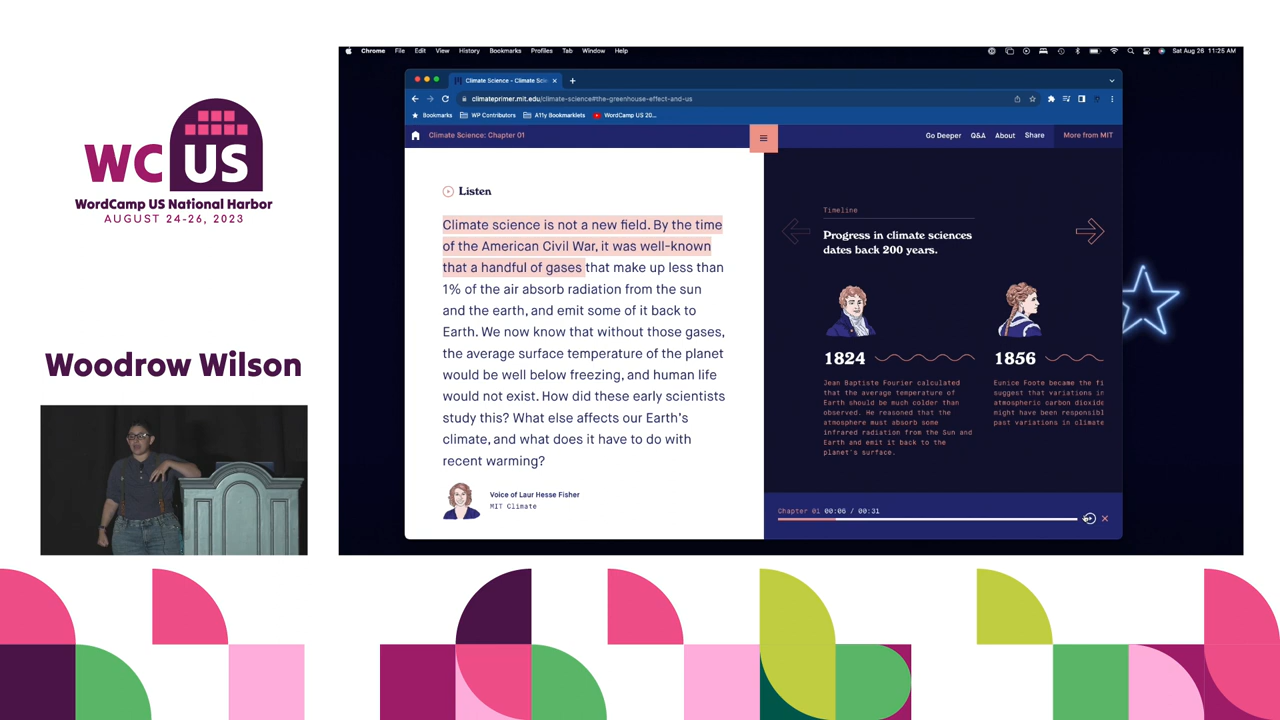 WC US
WordCamp US National Harbor
AUGUST 24-26, 2023
Woodrow Wilson
Chrome File Edit View History Bookmarks Profiles Tab Window Help
Sat Aug 26 11:25 AM
Climate Science - Climate Scie
climateprimer.mit.edu/climate-science#the-greenhouse-effect-and-us
Bookmarks WP Contributors A11y Bookmarklets WordCamp US 20...
Climate Science: Chapter 01
Go Deeper Q&A About Share More from MIT
Listen
Climate science is not a new field. By the time
of the American Civil War, it was well-known
that a handful of gases that make up less than
1% of the air absorb radiation from the sun
and the earth, and emit some of it back to
Earth. We now know that without those gases,
the average surface temperature of the planet
would be well below freezing, and human life
would not exist. How did these early scientists
study this? What else affects our Earth's
climate, and what does it have to do with
recent warming?
Voice of Laur Hesse Fisher
MIT Climate
Timeline
Progress in climate sciences
dates back 200 years.
1824
Jean Baptiste Fourier calculated
that the average temperature of
Earth should be much colder than
observed. He reasoned that the
atmosphere must absorb some
infrared radiation from the Sun and
Earth and emit it back to the
planet's surface.
1856
Eunice Foote became the fi
suggest that variations in
atmospheric carbon dioxide
might have been responsibl
past variations in climate
Chapter 01 00:06 / 00:31